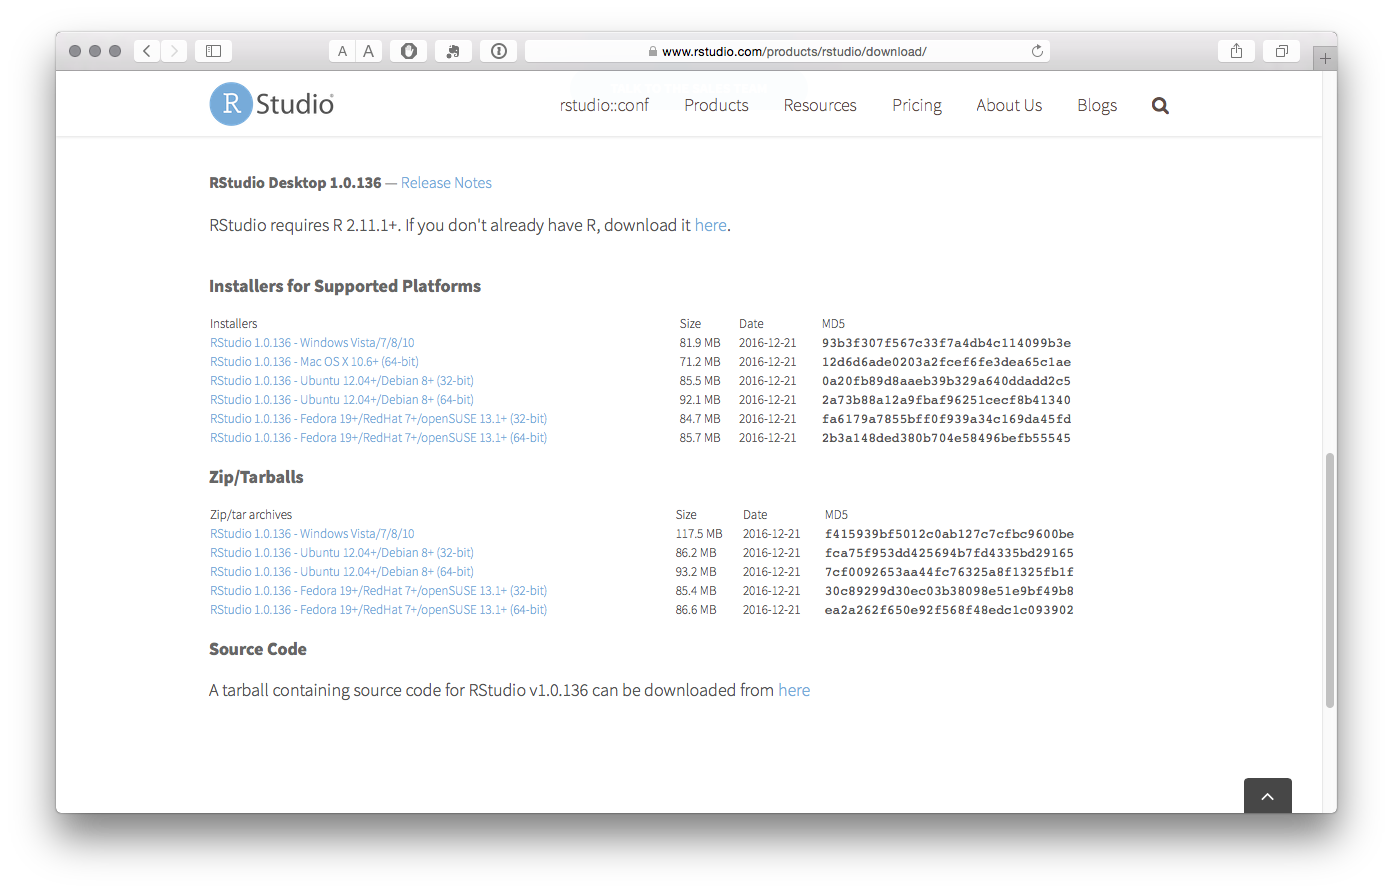 A A www.rstudio.com/products/rstudio/download/
R Studio rstudio::conf Products Resources Pricing About Us Blogs
RStudio Desktop 1.0.136 — Release Notes
RStudio requires R 2.11.1+. If you don't already have R, download it here.
Installers for Supported Platforms
Installers Size Date MD5
RStudio 1.0.136 - Windows Vista/7/8/10 81.9 MB 2016-12-21 93b3f307f567c33f7a4db4c114099b3e
RStudio 1.0.136 - Mac OS X 10.6+ (64-bit) 71.2 MB 2016-12-21 12d6d6ade0203a2fcef6fe3dea65c1ae
RStudio 1.0.136 - Ubuntu 12.04+/Debian 8+ (32-bit) 85.5 MB 2016-12-21 0a20fb89d8aaeb39b329a640ddadd2c5
RStudio 1.0.136 - Ubuntu 12.04+/Debian 8+ (64-bit) 92.1 MB 2016-12-21 2a73b88a12a9fbaf96251cecf8b41340
RStudio 1.0.136 - Fedora 19+/RedHat 7+/openSUSE 13.1+ (32-bit) 84.7 MB 2016-12-21 fa6179a7855bff0f939a34c169da45fd
RStudio 1.0.136 - Fedora 19+/RedHat 7+/openSUSE 13.1+ (64-bit) 85.7 MB 2016-12-21 2b3a148ded380b704e58496befb55545
Zip/Tarballs
Zip/tar archives Size Date MD5
RStudio 1.0.136 - Windows Vista/7/8/10 117.5 MB 2016-12-21 f415939bf5012c0ab127c7cfbc9600be
RStudio 1.0.136 - Ubuntu 12.04+/Debian 8+ (32-bit) 86.2 MB 2016-12-21 fca75f953dd425694b7fd4335bd29165
RStudio 1.0.136 - Ubuntu 12.04+/Debian 8+ (64-bit) 93.2 MB 2016-12-21 7cf0092653aa44fc76325a8f1325fb1f
RStudio 1.0.136 - Fedora 19+/RedHat 7+/openSUSE 13.1+ (32-bit) 85.4 MB 2016-12-21 30c89299d30ec03b38098e51e9bf49b8
RStudio 1.0.136 - Fedora 19+/RedHat 7+/openSUSE 13.1+ (64-bit) 86.6 MB 2016-12-21 ea2a262f650e92f568f48edc1c093902
Source Code
A tarball containing source code for RStudio v1.0.136 can be downloaded from here